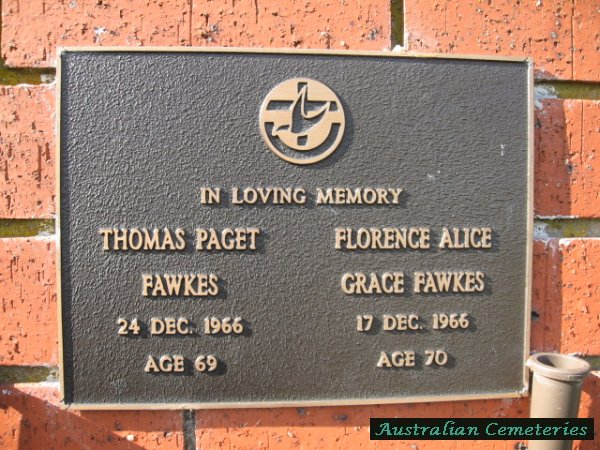 IN LOVING MEMORY
THOMAS PAGET
FAWKES
24 DEC. 1966
AGE 69
FLORENCE ALICE
GRACE FAWKES
17 DEC. 1966
AGE 70
Australian Cemeteries